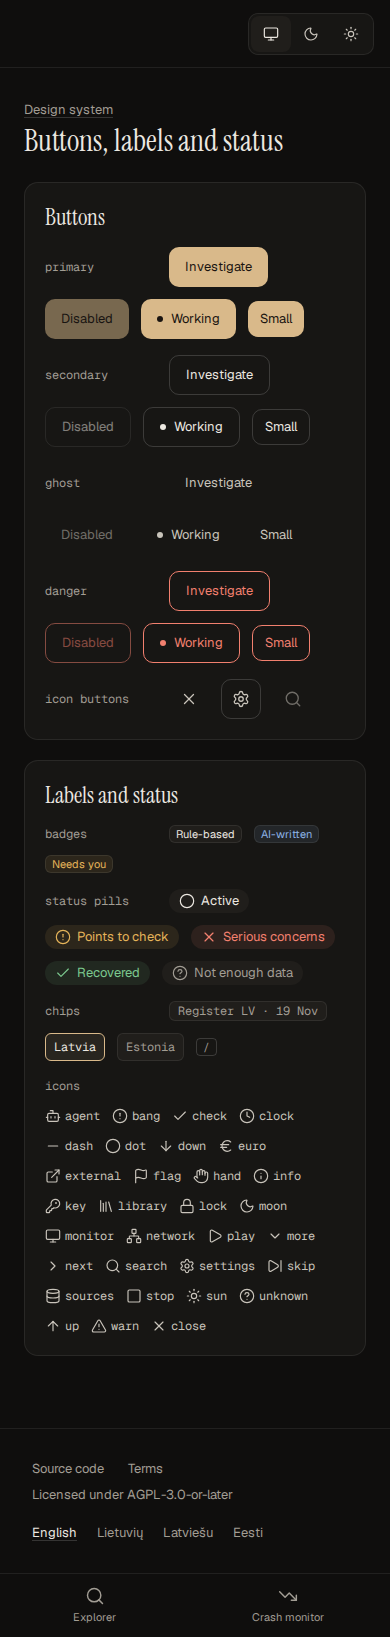 Design system
Buttons, labels and status
Buttons
primary Investigate
Disabled Working Small
secondary Investigate
Disabled Working Small
ghost Investigate
Disabled Working Small
danger Investigate
Disabled Working Small
icon buttons
Labels and status
badges Rule-based AI-written
Needs you
status pills Active
Points to check Serious concerns
Recovered Not enough data
chips Register LV · 19 Nov
Latvia Estonia /
icons
agent bang check clock
dash dot down euro
external flag hand info
key library lock moon
monitor network play more
next search settings skip
sources stop sun unknown
up warn close
Source code Terms
Licensed under AGPL-3.0-or-later
English Lietuvių Latviešu Eesti
Explorer Crash monitor